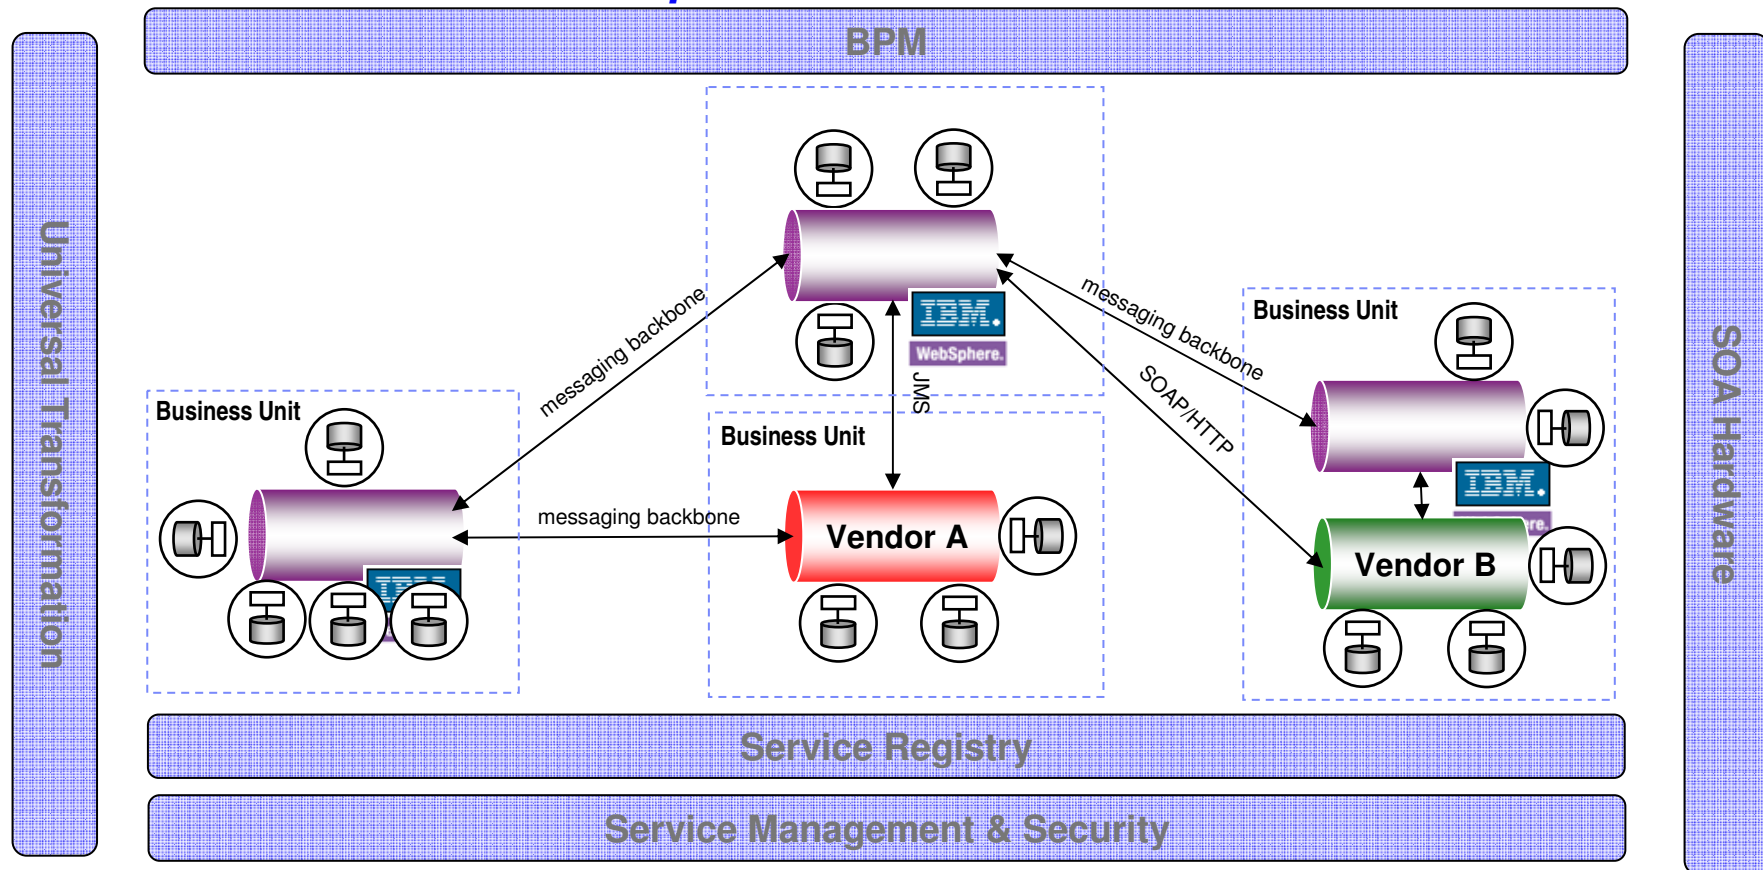 BPM
Universal Transformation
SOA Hardware
IBM.
WebSphere.
messaging backbone
messaging backbone
SOAP/HTTP
JMS
Business Unit
IBM.
Vendor B
Business Unit
IBM
Business Unit
messaging backbone
Vendor A
Service Registry
Service Management & Security